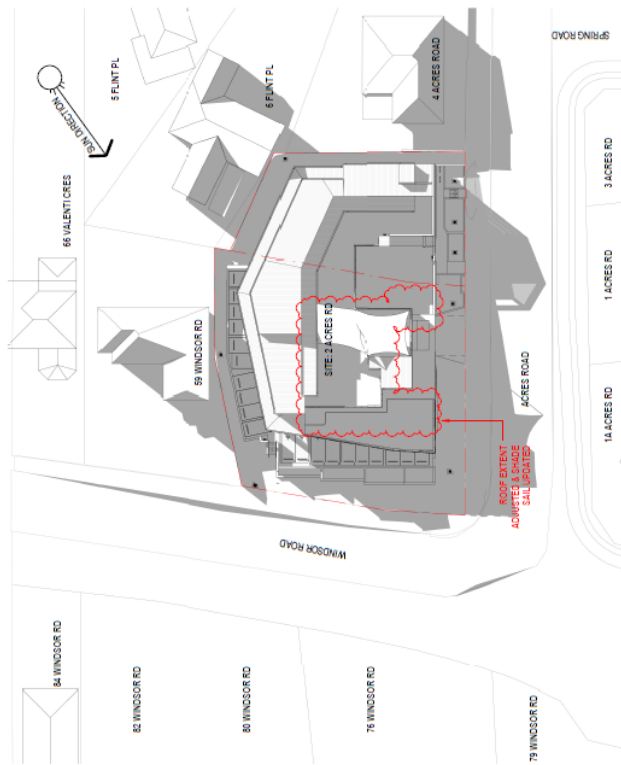 SPRING ROAD
5 FLINT PL
6 FLINT PL
4 ACRES ROAD
SUN DIRECTION
3 ACRES RD
66 VALENTI CRES
1 ACRES RD
SITE: 2 ACRES RD
59 WINDSOR RD
ACRES ROAD
1A ACRES RD
ROOF EXTENT
ADJUSTED & SHADE
SAIL UPDATED
WINDSOR ROAD
84 WINDSOR RD
82 WINDSOR RD
80 WINDSOR RD
76 WINDSOR RD
79 WINDSOR RD